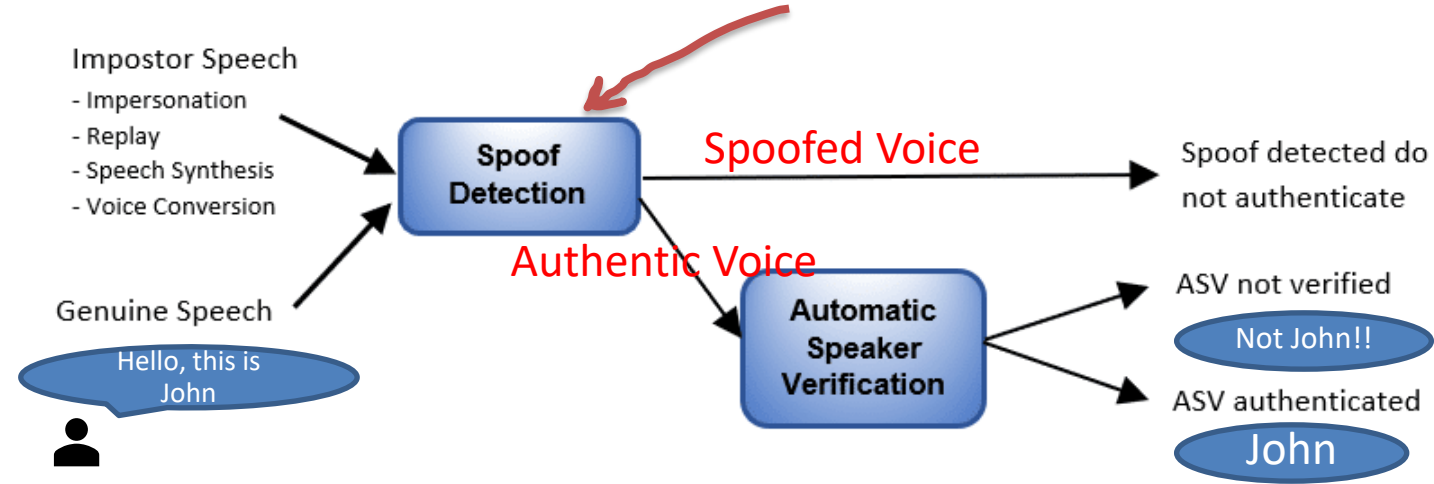 Impostor Speech
- Impersonation
- Replay
- Speech Synthesis
- Voice Conversion
Genuine Speech
Hello, this is
John
Spoof
Detection
Spoofed Voice
Authentic Voice
Automatic
Speaker
Verification
Spoof detected do
not authenticate
ASV not verified
Not John!!
ASV authenticated
John